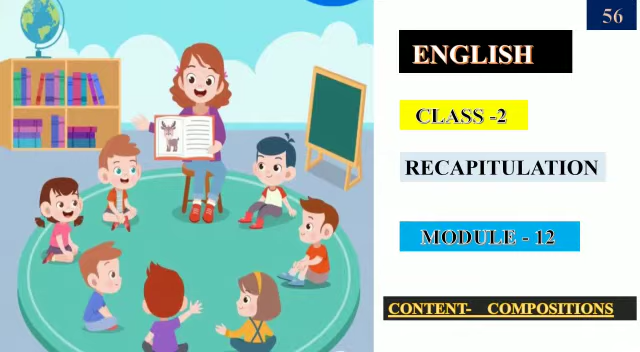 56
ENGLISH
CLASS -2
RECAPITULATION
MODULE - 12
CONTENT- COMPOSITIONS